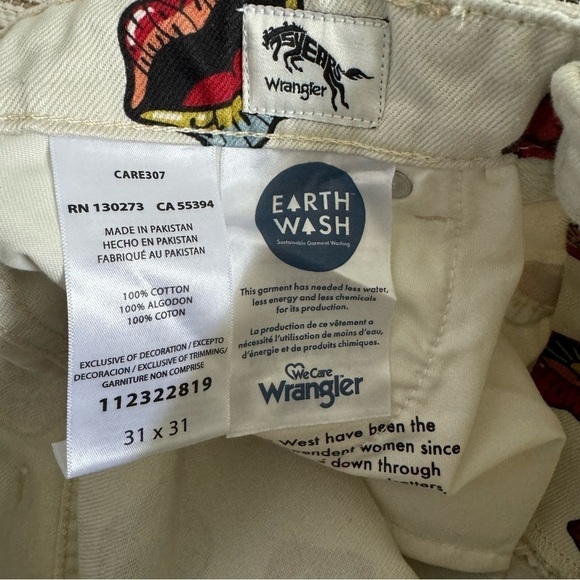 75 YEARS
Wrangler
CARE307
RN 130273 CA 55394
MADE IN PAKISTAN
HECHO EN PAKISTAN
FABRIQUÉ AU PAKISTAN
100% COTTON
100% ALGODON
100% COTON
EXCLUSIVE OF DECORATION/EXCEPTO
DECORACION / EXCLUSIVE OF TRIMMING/
GARNITURE NON COMPRISE
112322819
31 x 31
EARTH
WASH
Sustainable Garment Washing
This garment has needed less water,
less energy and less chemicals
for its production.
La production de ce vêtement a
nécessité l'utilisation de moins d'eau,
d'énergie et de produits chimiques.
We Care
Wrangler
West have been the
women since
down through